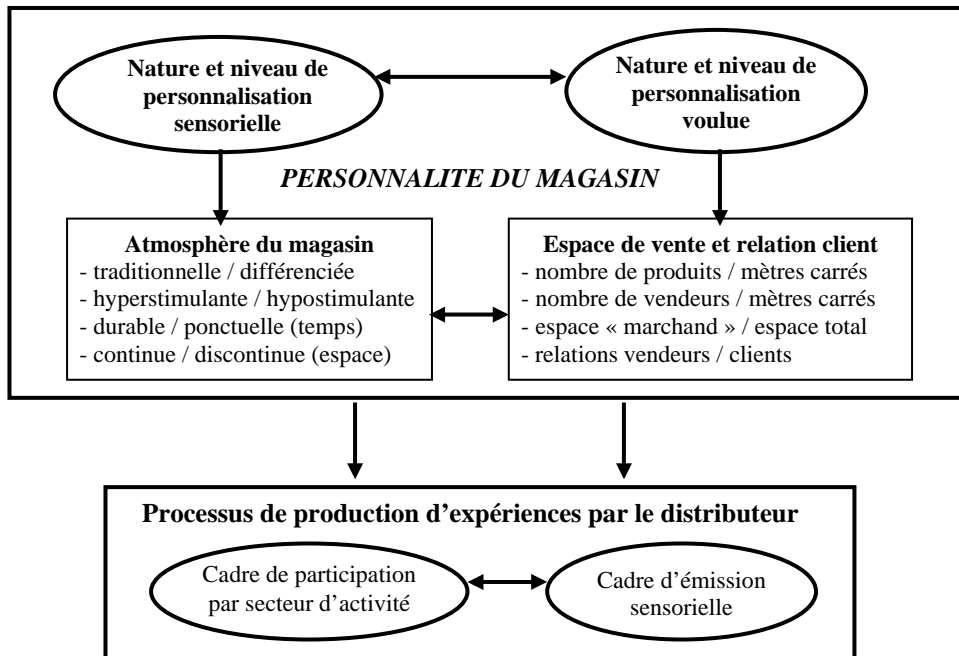 Nature et niveau de
personnalisation
sensorielle
Nature et niveau de
personnalisation
voulue
PERSONNALITE DU MAGASIN
Atmosphère du magasin
- traditionnelle / différenciée
- hyperstimulante / hypostimulante
- durable / ponctuelle (temps)
- continue / discontinue (espace)
Espace de vente et relation client
- nombre de produits / mètres carrés
- nombre de vendeurs / mètres carrés
- espace « marchand » / espace total
- relations vendeurs / clients
Processus de production d’expériences par le distributeur
Cadre de participation
par secteur d’activité
Cadre d’émission
sensorielle